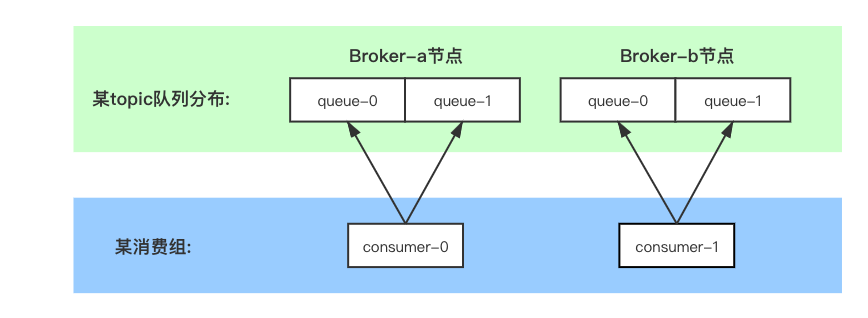 Broker-a节点
Broker-b节点
某topic队列分布:
queue-0
queue-1
queue-0
queue-1
某消费组:
consumer-0
consumer-1